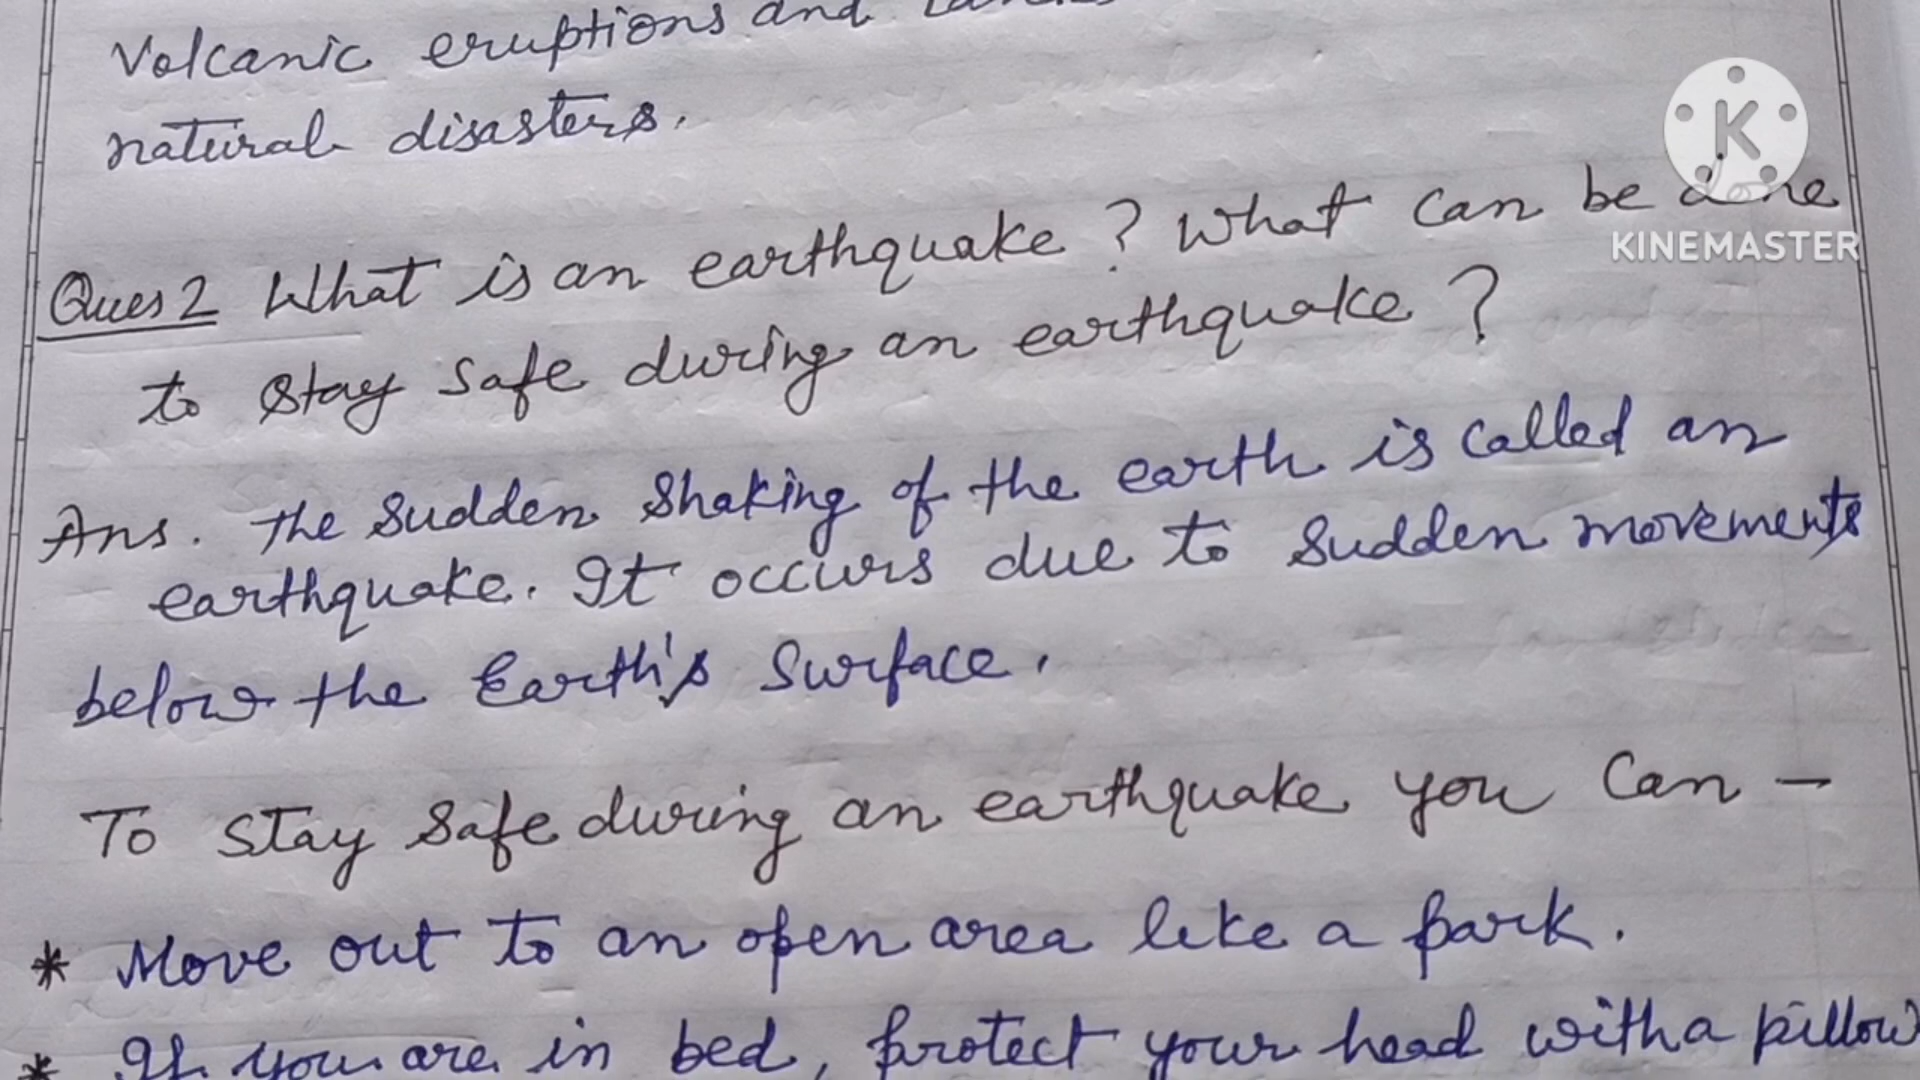 Volcanic eruptions and
natural disasters.
Ques 2 What is an earthquake? What can be done
to stay safe during an earthquake?
Ans. The sudden shaking of the earth is called an
earthquake. It occurs due to sudden movements
below the Earth's surface.
To stay safe during an earthquake you can –
* Move out to an open area like a park.
* If you are in bed, protect your head with a pillow
K
KINEMASTER